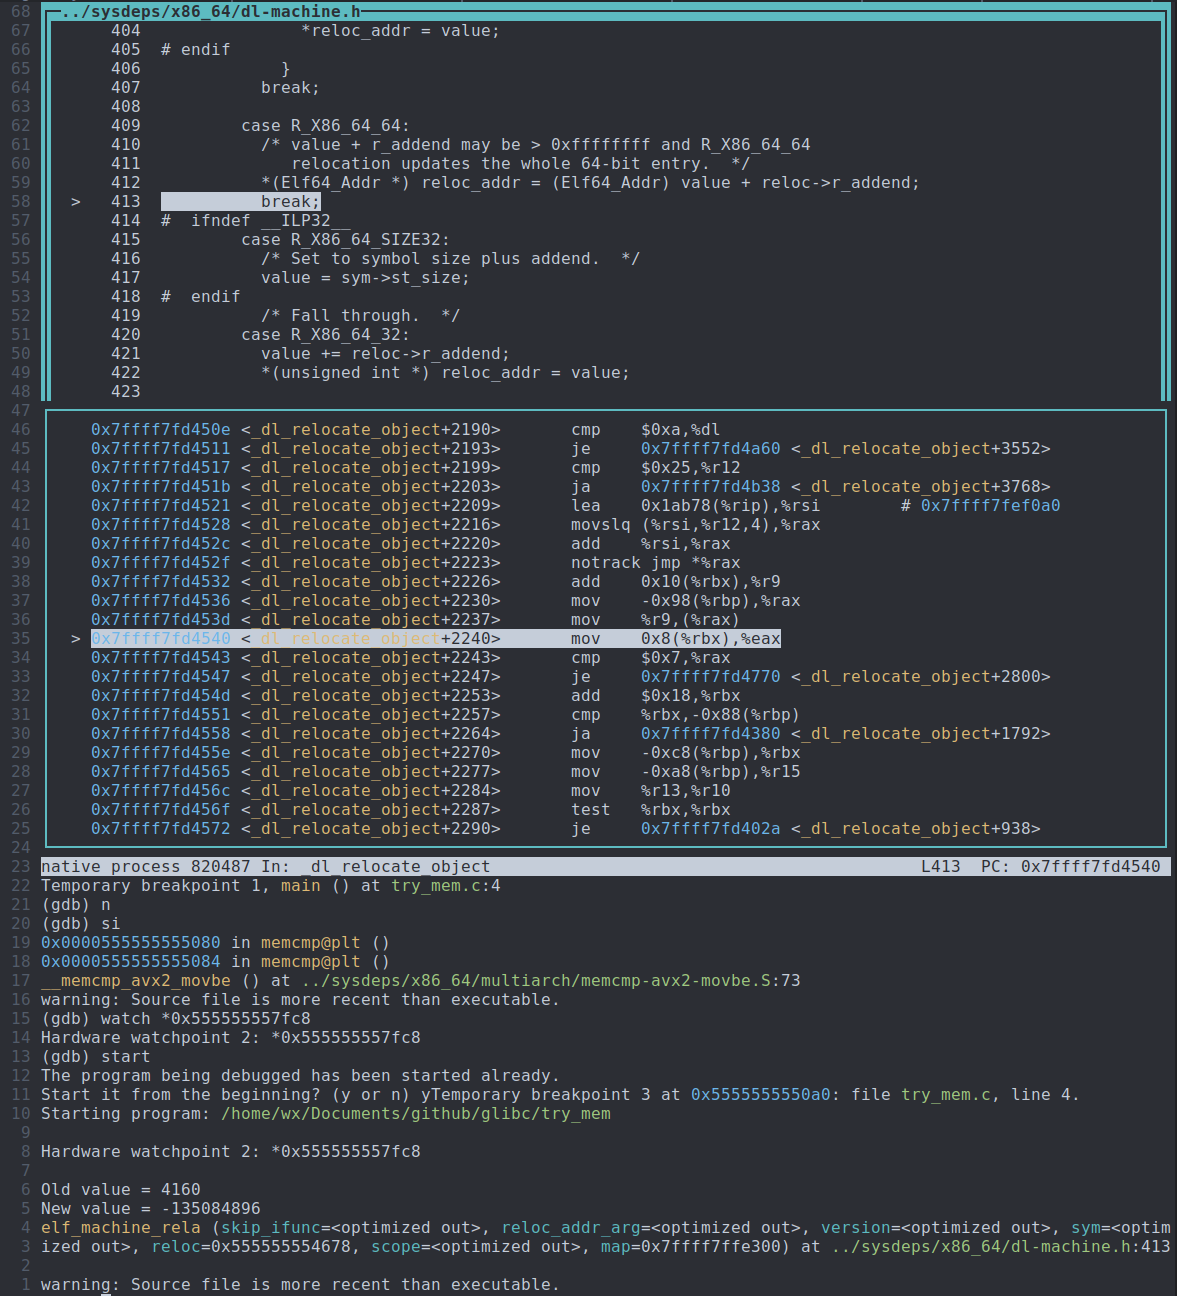 68 ../sysdeps/x86_64/dl-machine.h
67 404 *reloc_addr = value;
66 405 # endif
65 406 }
64 407 break;
63 408
62 409 case R_X86_64_64:
61 410 /* value + r_addend may be > 0xffffffff and R_X86_64_64
60 411 relocation updates the whole 64-bit entry. */
59 412 *(Elf64_Addr *) reloc_addr = (Elf64_Addr) value + reloc->r_addend;
58 > 413 break;
57 414 # ifndef __ILP32__
56 415 case R_X86_64_SIZE32:
55 416 /* Set to symbol size plus addend. */
54 417 value = sym->st_size;
53 418 # endif
52 419 /* Fall through. */
51 420 case R_X86_64_32:
50 421 value += reloc->r_addend;
49 422 *(unsigned int *) reloc_addr = value;
48 423
47
46 0x7ffff7fd450e <_dl_relocate_object+2190> cmp $0xa,%dl
45 0x7ffff7fd4511 <_dl_relocate_object+2193> je 0x7ffff7fd4a60 <_dl_relocate_object+3552>
44 0x7ffff7fd4517 <_dl_relocate_object+2199> cmp $0x25,%r12
43 0x7ffff7fd451b <_dl_relocate_object+2203> ja 0x7ffff7fd4b38 <_dl_relocate_object+3768>
42 0x7ffff7fd4521 <_dl_relocate_object+2209> lea 0x1ab78(%rip),%rsi # 0x7ffff7fef0a0
41 0x7ffff7fd4528 <_dl_relocate_object+2216> movslq (%rsi,%r12,4),%rax
40 0x7ffff7fd452c <_dl_relocate_object+2220> add %rsi,%rax
39 0x7ffff7fd452f <_dl_relocate_object+2223> notrack jmp *%rax
38 0x7ffff7fd4532 <_dl_relocate_object+2226> add 0x10(%rbx),%r9
37 0x7ffff7fd4536 <_dl_relocate_object+2230> mov -0x98(%rbp),%rax
36 0x7ffff7fd453d <_dl_relocate_object+2237> mov %r9,(%rax)
35 > 0x7ffff7fd4540 <_dl_relocate_object+2240> mov 0x8(%rbx),%eax
34 0x7ffff7fd4543 <_dl_relocate_object+2243> cmp $0x7,%rax
33 0x7ffff7fd4547 <_dl_relocate_object+2247> je 0x7ffff7fd4770 <_dl_relocate_object+2800>
32 0x7ffff7fd454d <_dl_relocate_object+2253> add $0x18,%rbx
31 0x7ffff7fd4551 <_dl_relocate_object+2257> cmp %rbx,-0x88(%rbp)
30 0x7ffff7fd4558 <_dl_relocate_object+2264> ja 0x7ffff7fd4380 <_dl_relocate_object+1792>
29 0x7ffff7fd455e <_dl_relocate_object+2270> mov -0xc8(%rbp),%rbx
28 0x7ffff7fd4565 <_dl_relocate_object+2277> mov -0xa8(%rbp),%r15
27 0x7ffff7fd456c <_dl_relocate_object+2284> mov %r13,%r10
26 0x7ffff7fd456f <_dl_relocate_object+2287> test %rbx,%rbx
25 0x7ffff7fd4572 <_dl_relocate_object+2290> je 0x7ffff7fd402a <_dl_relocate_object+938>
24
23 native process 820487 In: _dl_relocate_object L413 PC: 0x7ffff7fd4540
22 Temporary breakpoint 1, main () at try_mem.c:4
21 (gdb) n
20 (gdb) si
19 0x0000555555555080 in memcmp@plt ()
18 0x0000555555555084 in memcmp@plt ()
17 __memcmp_avx2_movbe () at ../sysdeps/x86_64/multiarch/memcmp-avx2-movbe.S:73
16 warning: Source file is more recent than executable.
15 (gdb) watch *0x555555557fc8
14 Hardware watchpoint 2: *0x555555557fc8
13 (gdb) start
12 The program being debugged has been started already.
11 Start it from the beginning? (y or n) yTemporary breakpoint 3 at 0x5555555550a0: file try_mem.c, line 4.
10 Starting program: /home/wx/Documents/github/glibc/try_mem
9
8 Hardware watchpoint 2: *0x555555557fc8
7
6 Old value = 4160
5 New value = -135084896
4 elf_machine_rela (skip_ifunc=<optimized out>, reloc_addr_arg=<optimized out>, version=<optimized out>, sym=<optim
3 ized out>, reloc=0x555555554678, scope=<optimized out>, map=0x7ffff7ffe300) at ../sysdeps/x86_64/dl-machine.h:413
2
1 warning: Source file is more recent than executable.